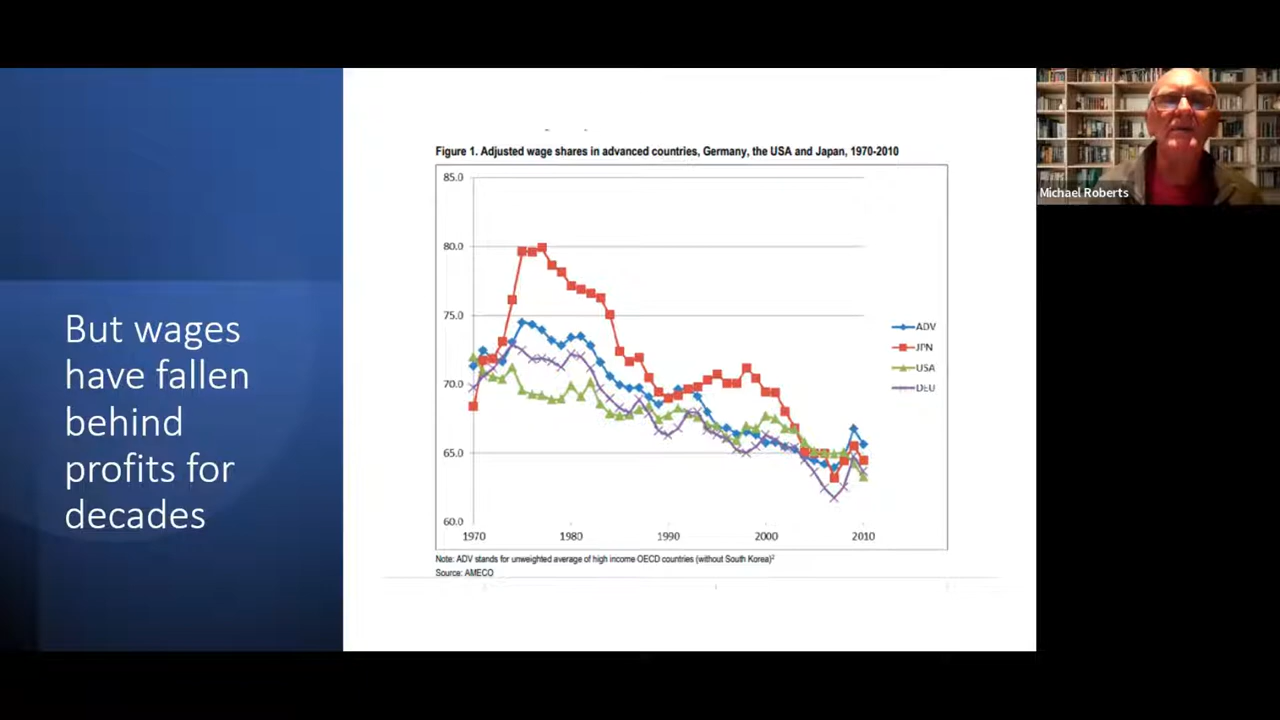 But wages
have fallen
behind
profits for
decades
Figure 1. Adjusted wage shares in advanced countries, Germany, the USA and Japan, 1970-2010
85.0
80.0
75.0
70.0
65.0
60.0
1970 1980 1990 2000 2010
ADV
JPN
USA
DEU
Note: ADV stands for unweighted average of high income OECD countries (without South Korea)²
Source: AMECO
Michael Roberts